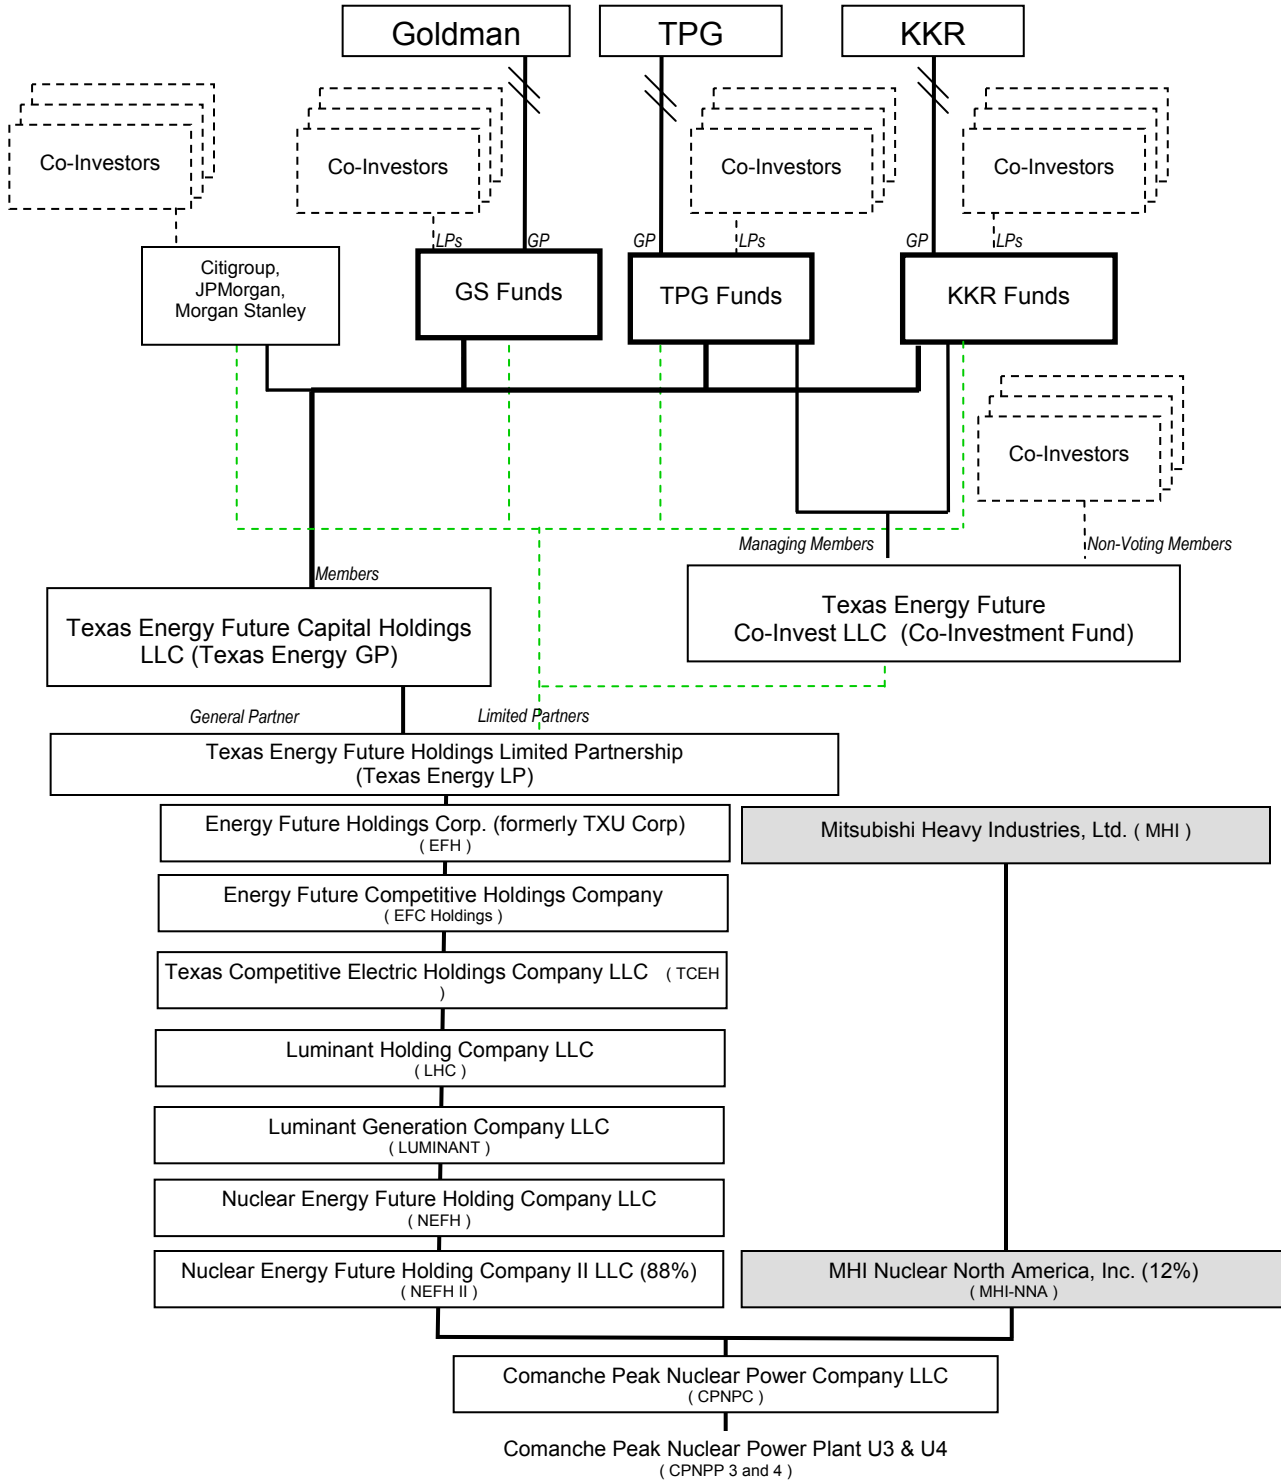 Goldman
TPG
KKR
Co-Investors
Co-Investors
Co-Investors
Co-Investors
LPs
GP
GP
LPs
GP
LPs
Citigroup,
JPMorgan,
Morgan Stanley
GS Funds
TPG Funds
KKR Funds
Co-Investors
Managing Members
Non-Voting Members
Members
Texas Energy Future Capital Holdings
LLC (Texas Energy GP)
Texas Energy Future
Co-Invest LLC (Co-Investment Fund)
General Partner
Limited Partners
Texas Energy Future Holdings Limited Partnership
(Texas Energy LP)
Energy Future Holdings Corp. (formerly TXU Corp)
( EFH )
Mitsubishi Heavy Industries, Ltd. ( MHI )
Energy Future Competitive Holdings Company
( EFC Holdings )
Texas Competitive Electric Holdings Company LLC ( TCEH
)
Luminant Holding Company LLC
( LHC )
Luminant Generation Company LLC
( LUMINANT )
Nuclear Energy Future Holding Company LLC
( NEFH )
Nuclear Energy Future Holding Company II LLC (88%)
( NEFH II )
MHI Nuclear North America, Inc. (12%)
( MHI-NNA )
Comanche Peak Nuclear Power Company LLC
( CPNPC )
Comanche Peak Nuclear Power Plant U3 & U4
( CPNPP 3 and 4 )